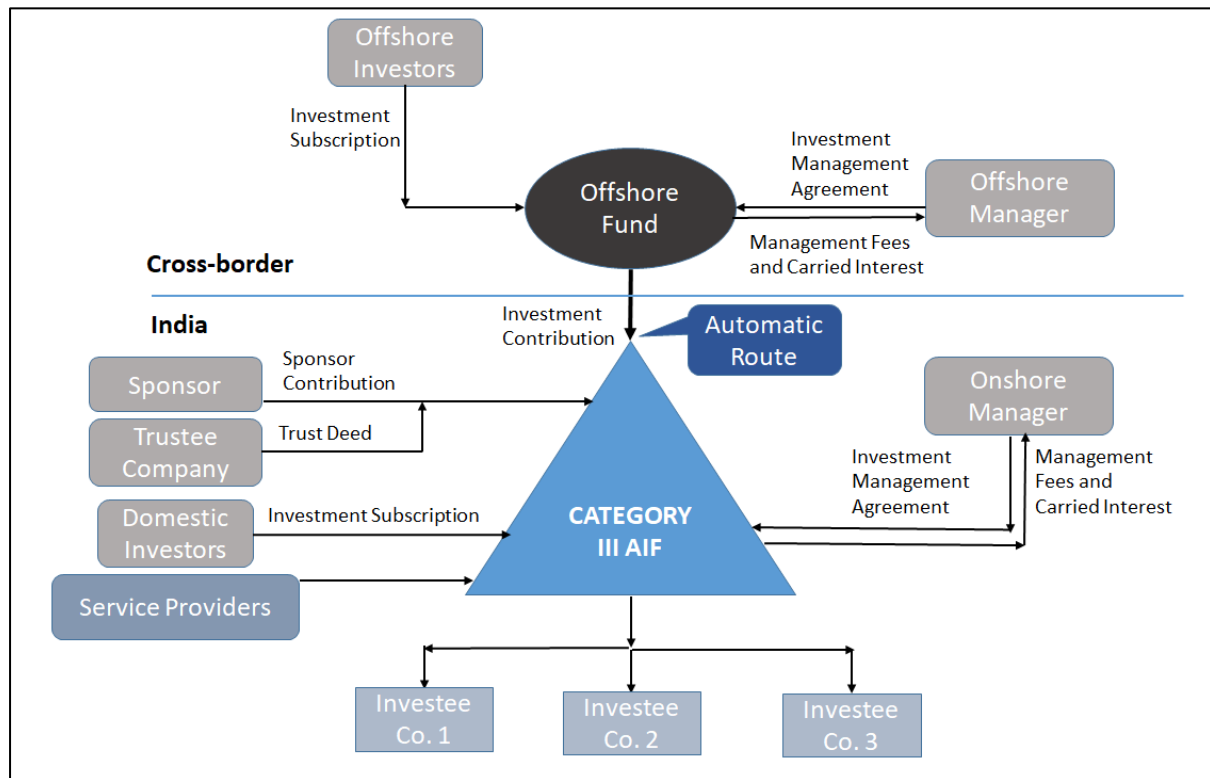 Offshore
Investors
Investment
Subscription
Offshore
Fund
Investment
Management
Agreement
Offshore
Manager
Management Fees
and Carried Interest
Cross-border
India
Investment
Contribution
Automatic
Route
Sponsor
Sponsor
Contribution
Trustee
Company
Trust Deed
Onshore
Manager
Investment
Management
Agreement
Management
Fees and
Carried Interest
Domestic
Investors
Investment Subscription
CATEGORY
III AIF
Service Providers
Investee
Co. 1
Investee
Co. 2
Investee
Co. 3